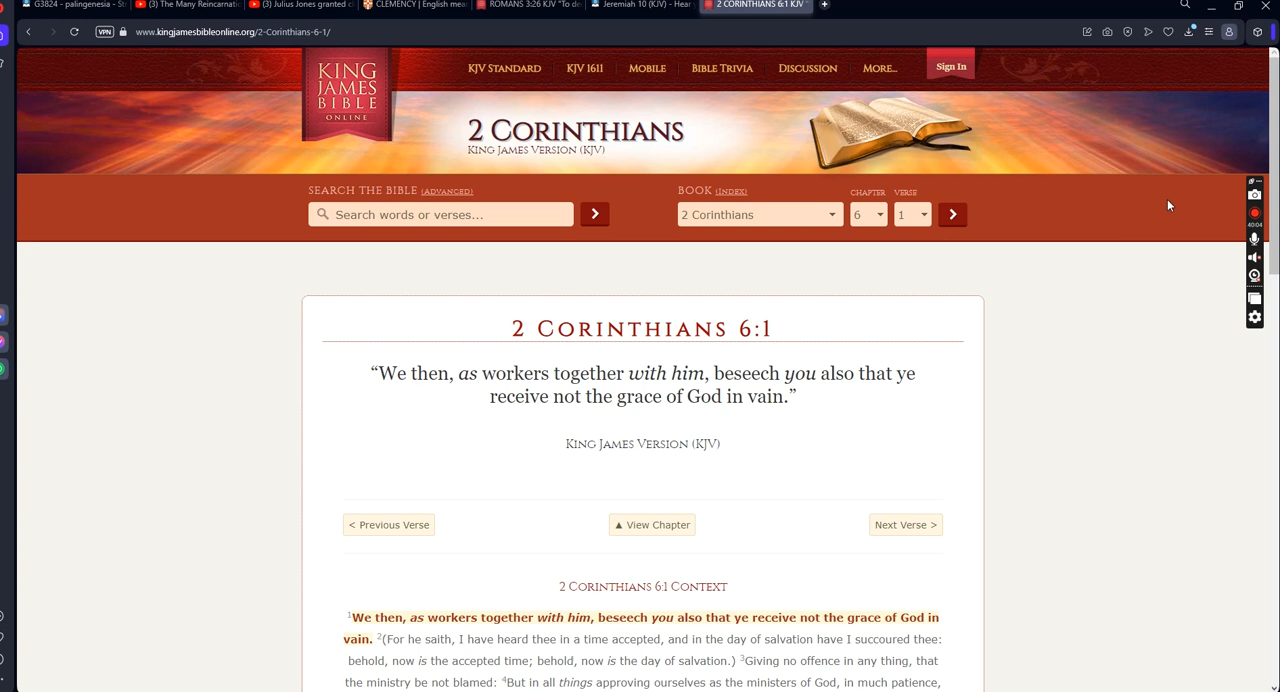 G3824 - palingenesia - St
(3) The Many Reincarnati
(3) Julius Jones granted cl
CLEMENCY | English mea
ROMANS 3:26 KJV "To de
Jeremiah 10 (KJV) - Hear
2 CORINTHIANS 6:1 KJV
VPN www.kingjamesbibleonline.org/2-Corinthians-6-1/
KING JAMES BIBLE ONLINE
KJV STANDARD KJV 1611 MOBILE BIBLE TRIVIA DISCUSSION MORE... Sign In
2 CORINTHIANS
KING JAMES VERSION (KJV)
SEARCH THE BIBLE (ADVANCED) BOOK (INDEX) CHAPTER VERSE
Search words or verses... 2 Corinthians 6 1
40:04
2 CORINTHIANS 6:1
“We then, as workers together with him, beseech you also that ye
receive not the grace of God in vain.”
KING JAMES VERSION (KJV)
< Previous Verse ▲ View Chapter Next Verse >
2 CORINTHIANS 6:1 CONTEXT
1We then, as workers together with him, beseech you also that ye receive not the grace of God in
vain. 2(For he saith, I have heard thee in a time accepted, and in the day of salvation have I succoured thee:
behold, now is the accepted time; behold, now is the day of salvation.) 3Giving no offence in any thing, that
the ministry be not blamed: 4But in all things approving ourselves as the ministers of God, in much patience,